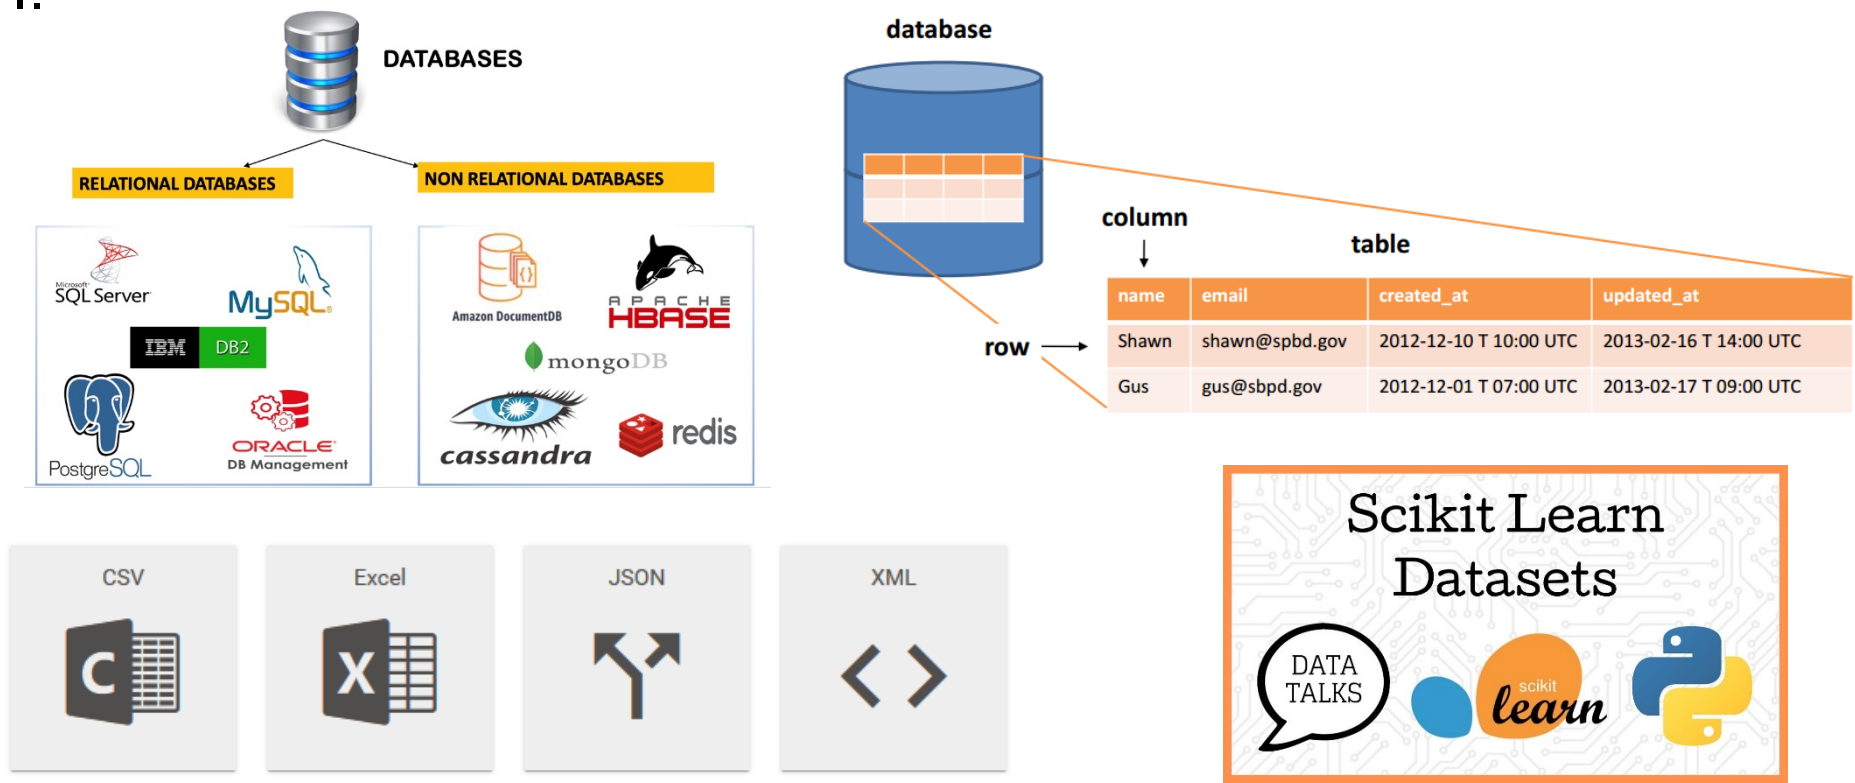 DATABASES
RELATIONAL DATABASES
NON RELATIONAL DATABASES
Microsoft
SQL Server
MySQL
IBM DB2
PostgreSQL
ORACLE
DB Management
Amazon DocumentDB
APACHE
HBASE
mongoDB
cassandra
redis
database
column
table
name email created_at updated_at
row
Shawn shawn@spbd.gov 2012-12-10 T 10:00 UTC 2013-02-16 T 14:00 UTC
Gus gus@sbpd.gov 2012-12-01 T 07:00 UTC 2013-02-17 T 09:00 UTC
CSV
C
Excel
X
JSON
XML
Scikit Learn
Datasets
DATA
TALKS
scikit
learn